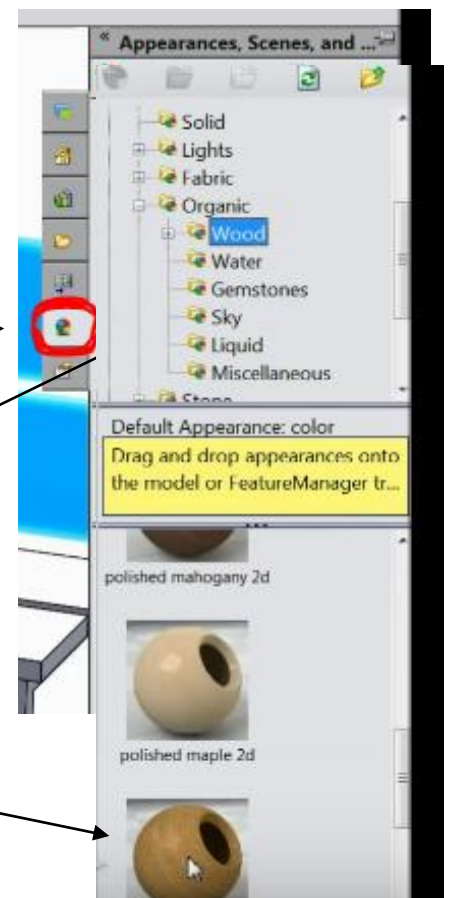 « Appearances, Scenes, and ...
Solid
Lights
Fabric
Organic
Wood
Water
Gemstones
Sky
Liquid
Miscellaneous
Stone
Default Appearance: color
Drag and drop appearances onto
the model or FeatureManager tr...
polished mahogany 2d
polished maple 2d